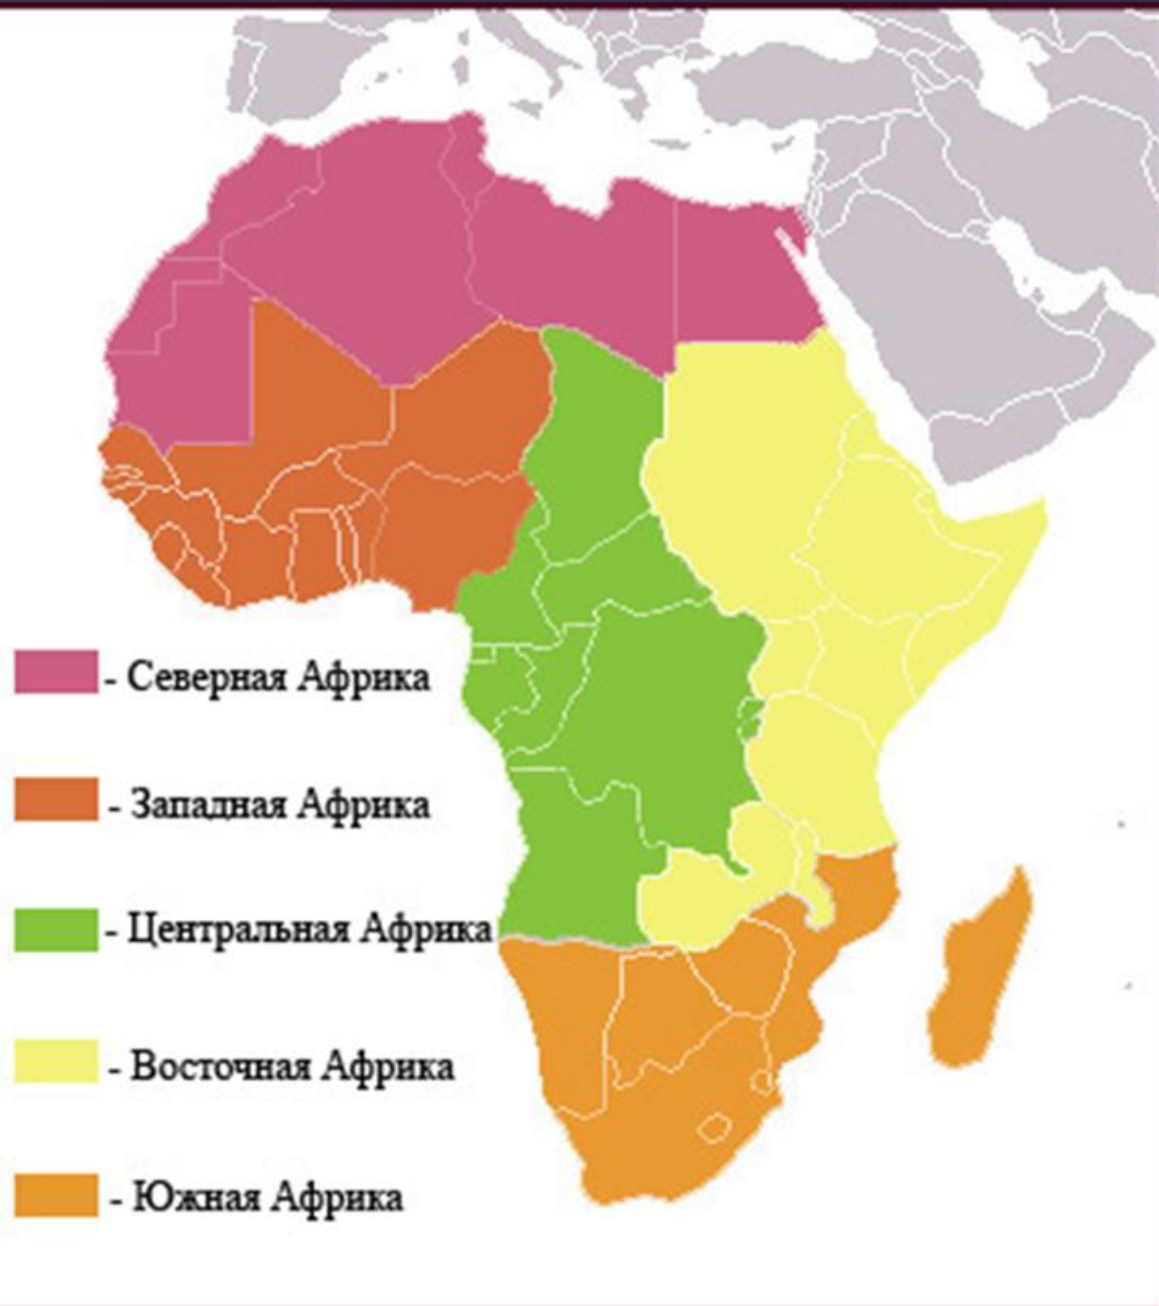 - Северная Африка
- Западная Африка
- Центральная Африка
- Восточная Африка
- Южная Африка